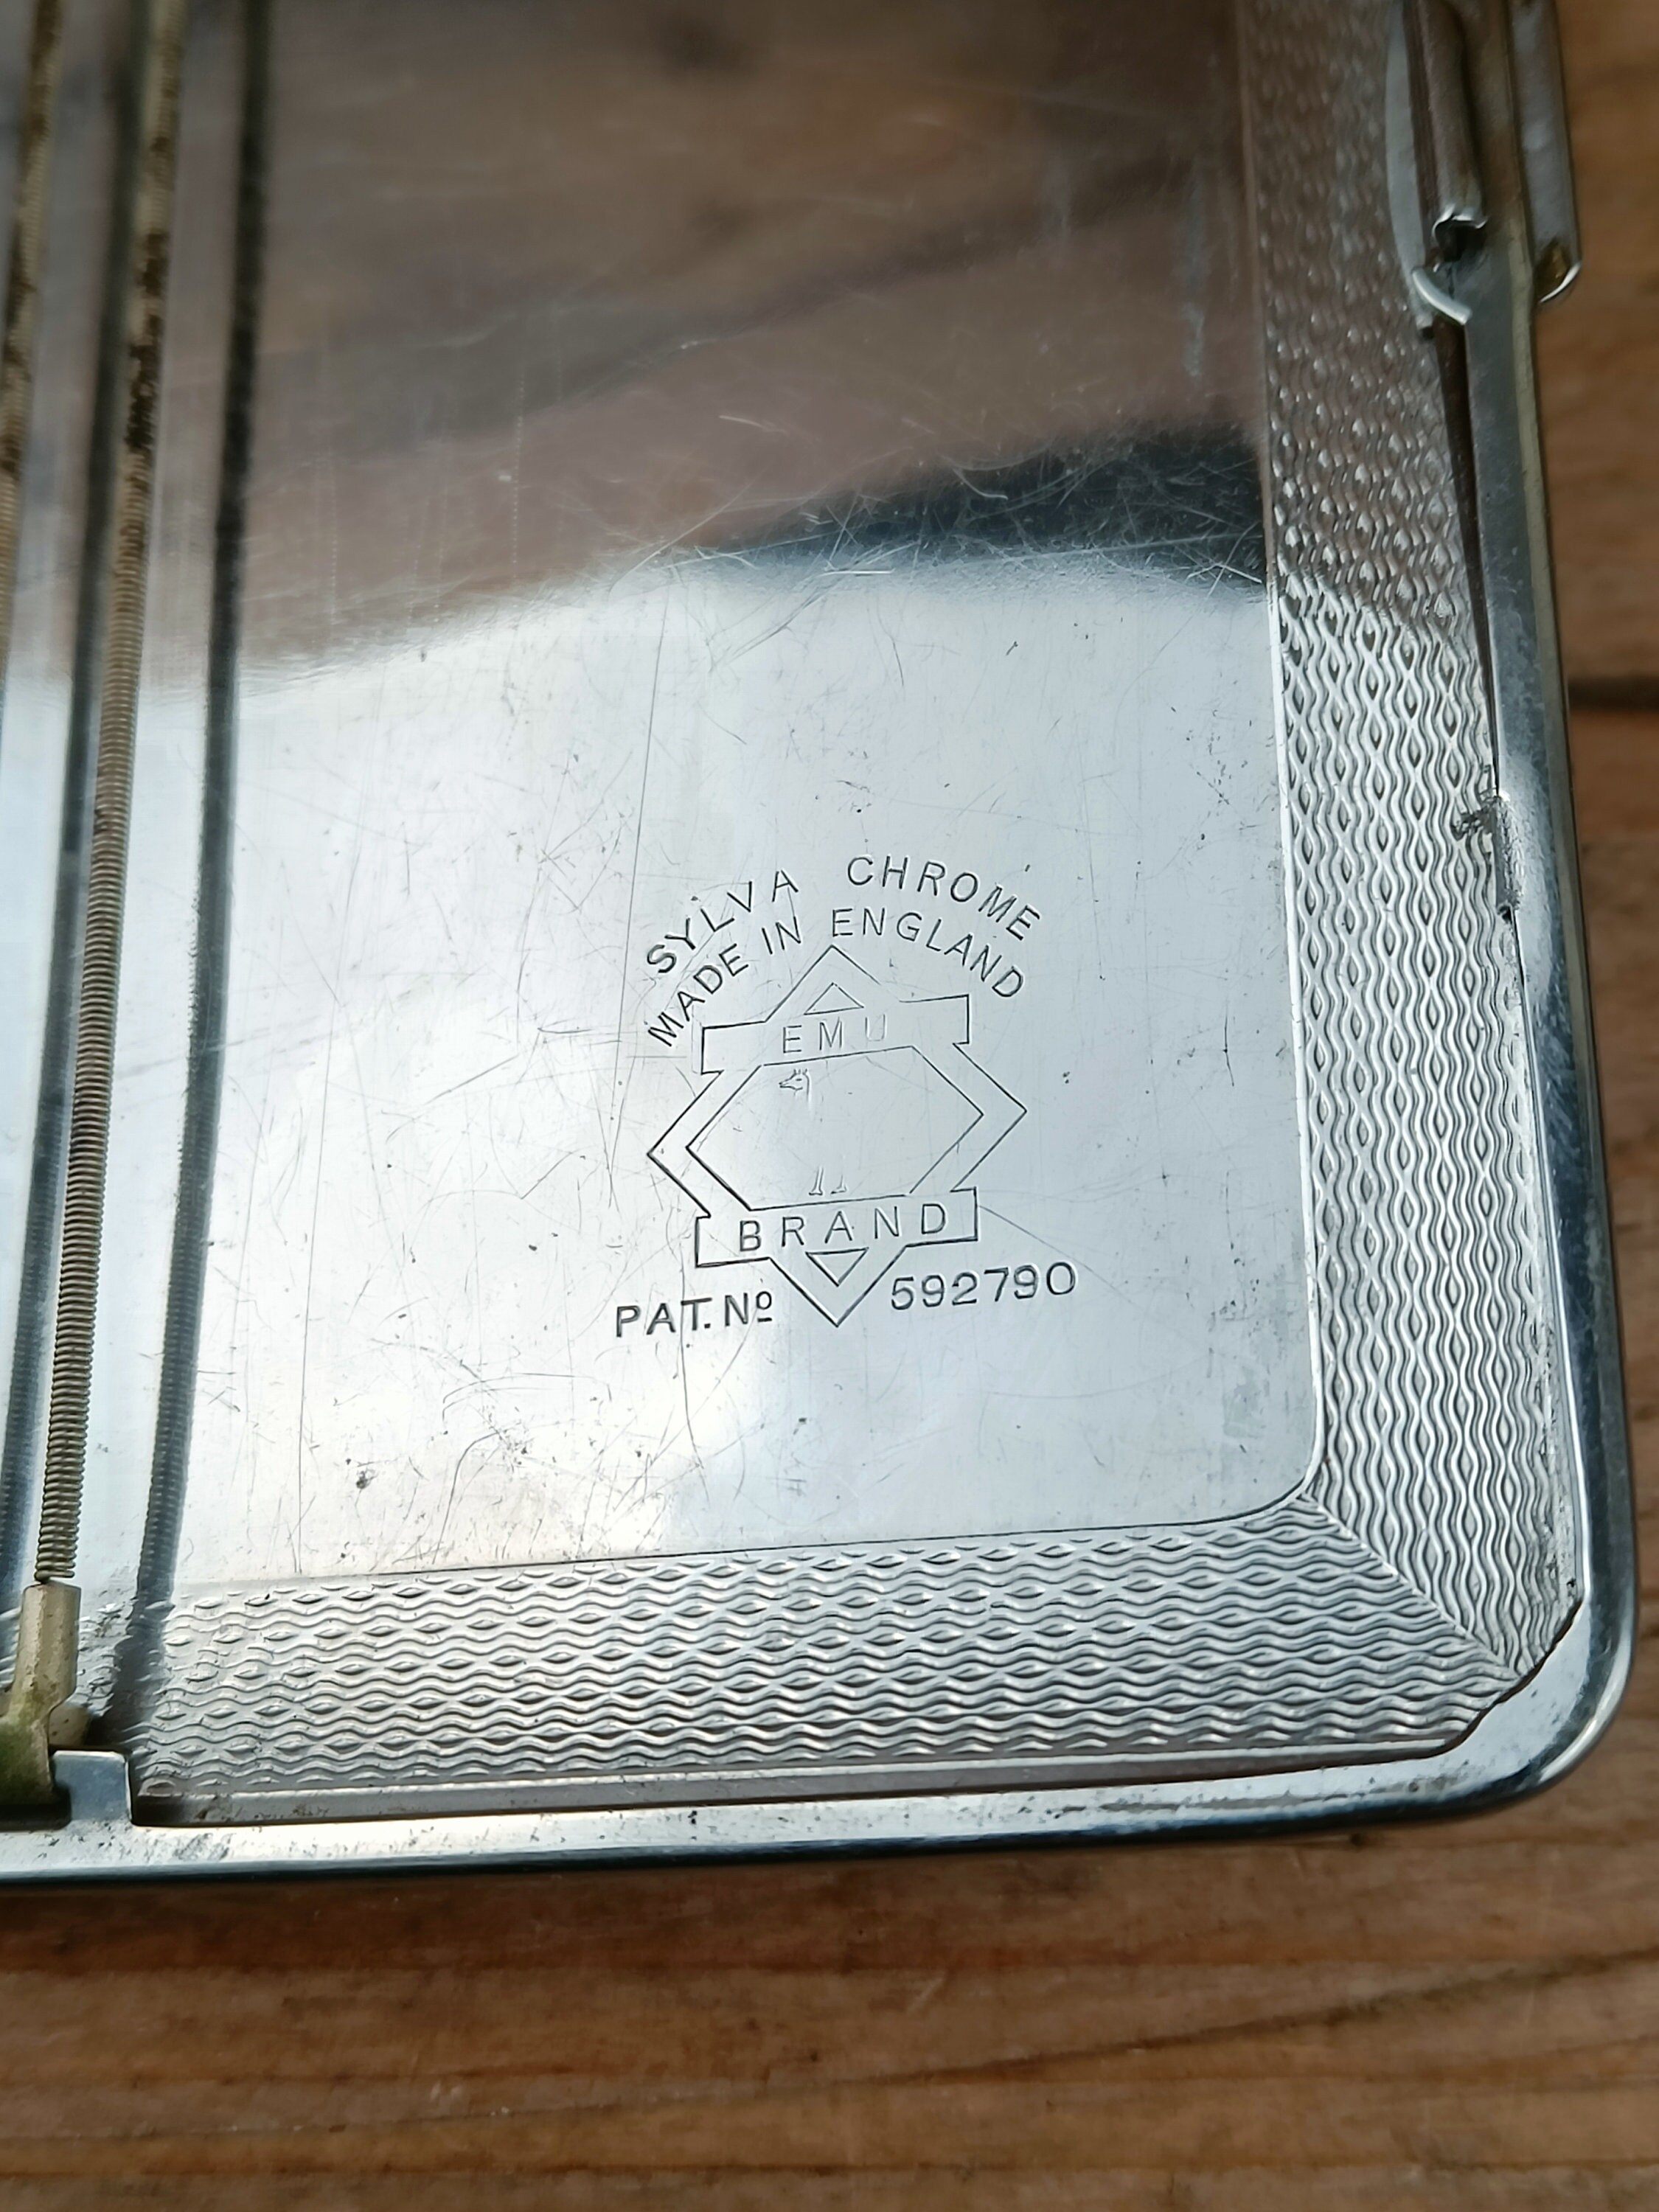 SYLVA CHROME
MADE IN ENGLAND
EMU
BRAND
PAT. Nº 592790